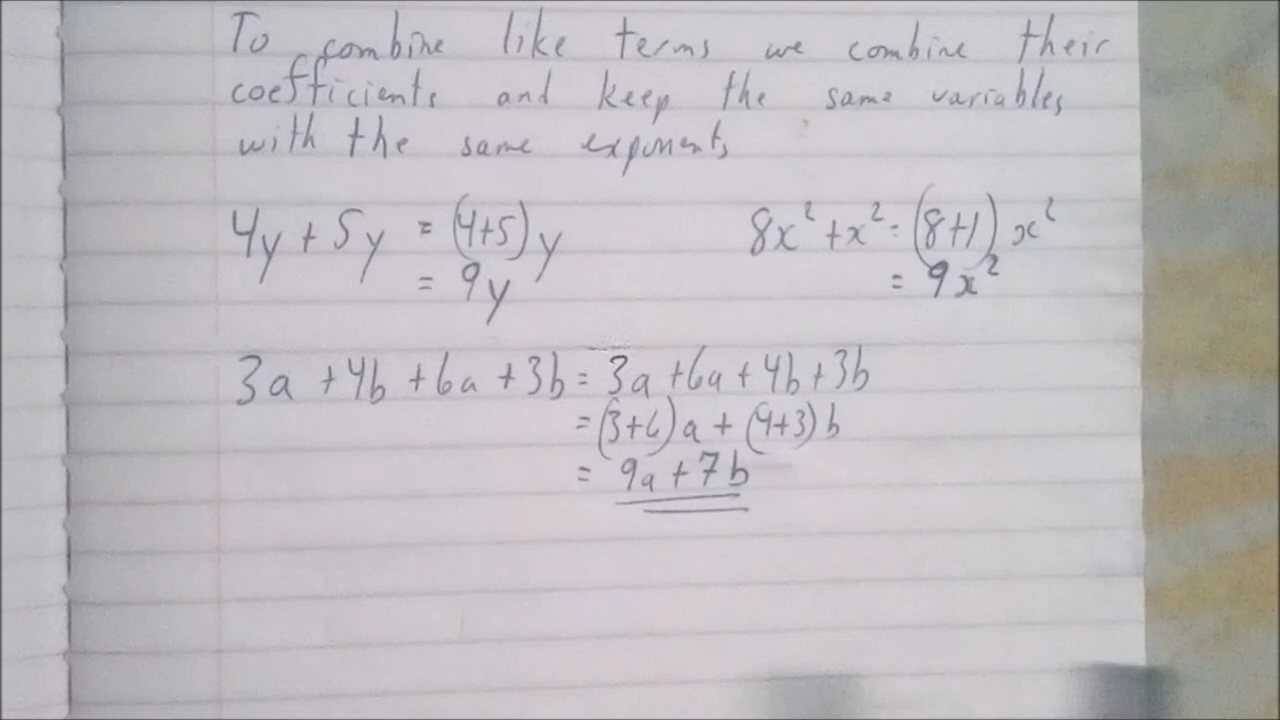 To combine like terms we combine their
coefficients and keep the same variables
with the same exponents
4y + 5y = (4+5)y
= 9y
8x² + x² = (8+1)x²
= 9x²
3a + 4b + 6a + 3b = 3a + 6a + 4b + 3b
= (3+6)a + (4+3)b
= 9a + 7b